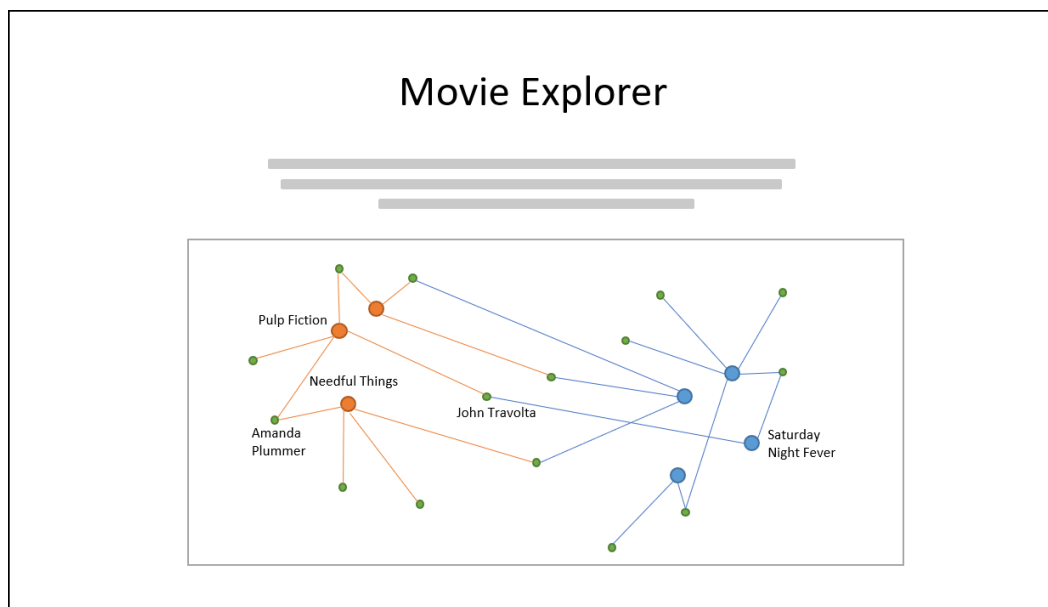 Movie Explorer
Pulp Fiction
Needful Things
John Travolta
Amanda
Plummer
Saturday
Night Fever